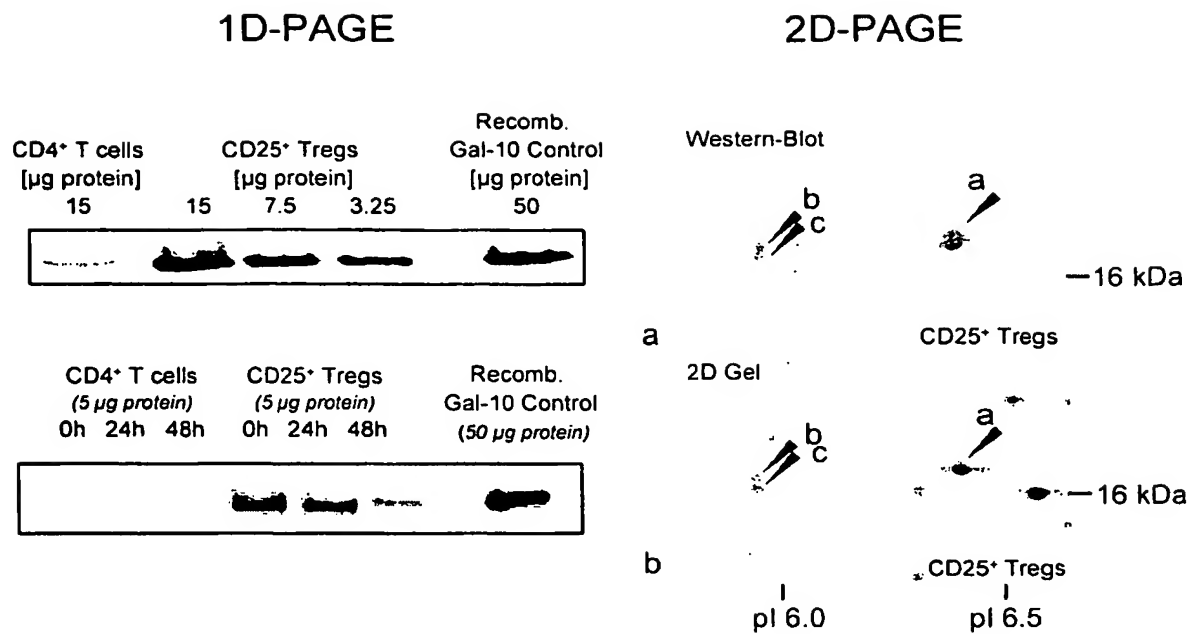 1D-PAGE
CD4+ T cells
[µg protein]
15
CD25+ Tregs
[µg protein]
15 7.5 3.25
Recomb.
Gal-10 Control
[µg protein]
50
CD4+ T cells
(5 µg protein)
0h 24h 48h
CD25+ Tregs
(5 µg protein)
0h 24h 48h
Recomb.
Gal-10 Control
(50 µg protein)
2D-PAGE
Western-Blot
b
c
a
16 kDa
a
CD25+ Tregs
2D Gel
b
c
a
16 kDa
b
CD25+ Tregs
pI 6.0
pI 6.5